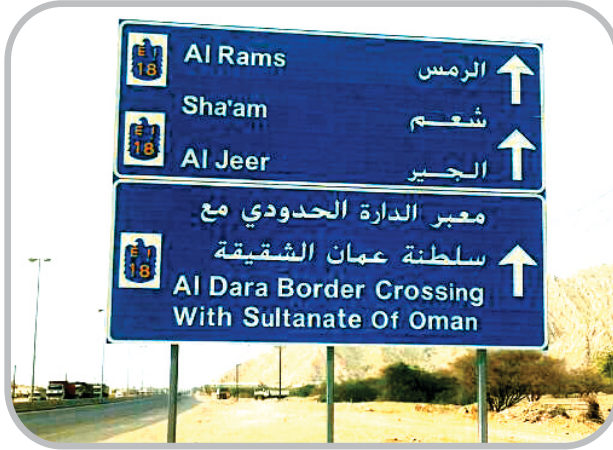 E 11
18
Al Rams
الرمس
Sha'am
شعم
E 11
18
Al Jeer
الجير
معبر الدارة الحدودي مع
سلطنة عمان الشقيقة
E 11
18
Al Dara Border Crossing
With Sultanate Of Oman